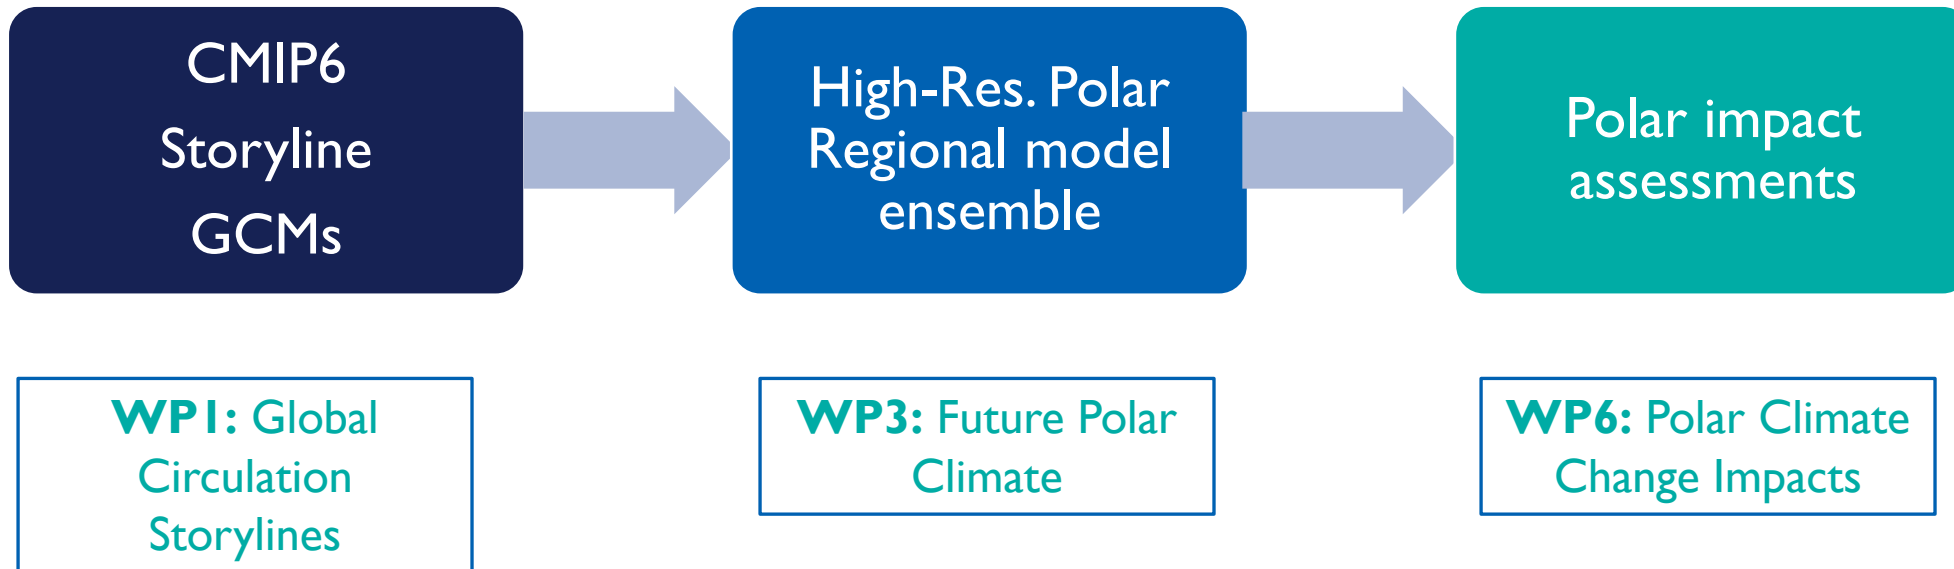 CMIP6
Storyline
GCMs
High-Res. Polar
Regional model
ensemble
Polar impact
assessments
WP1: Global
Circulation
Storylines
WP3: Future Polar
Climate
WP6: Polar Climate
Change Impacts